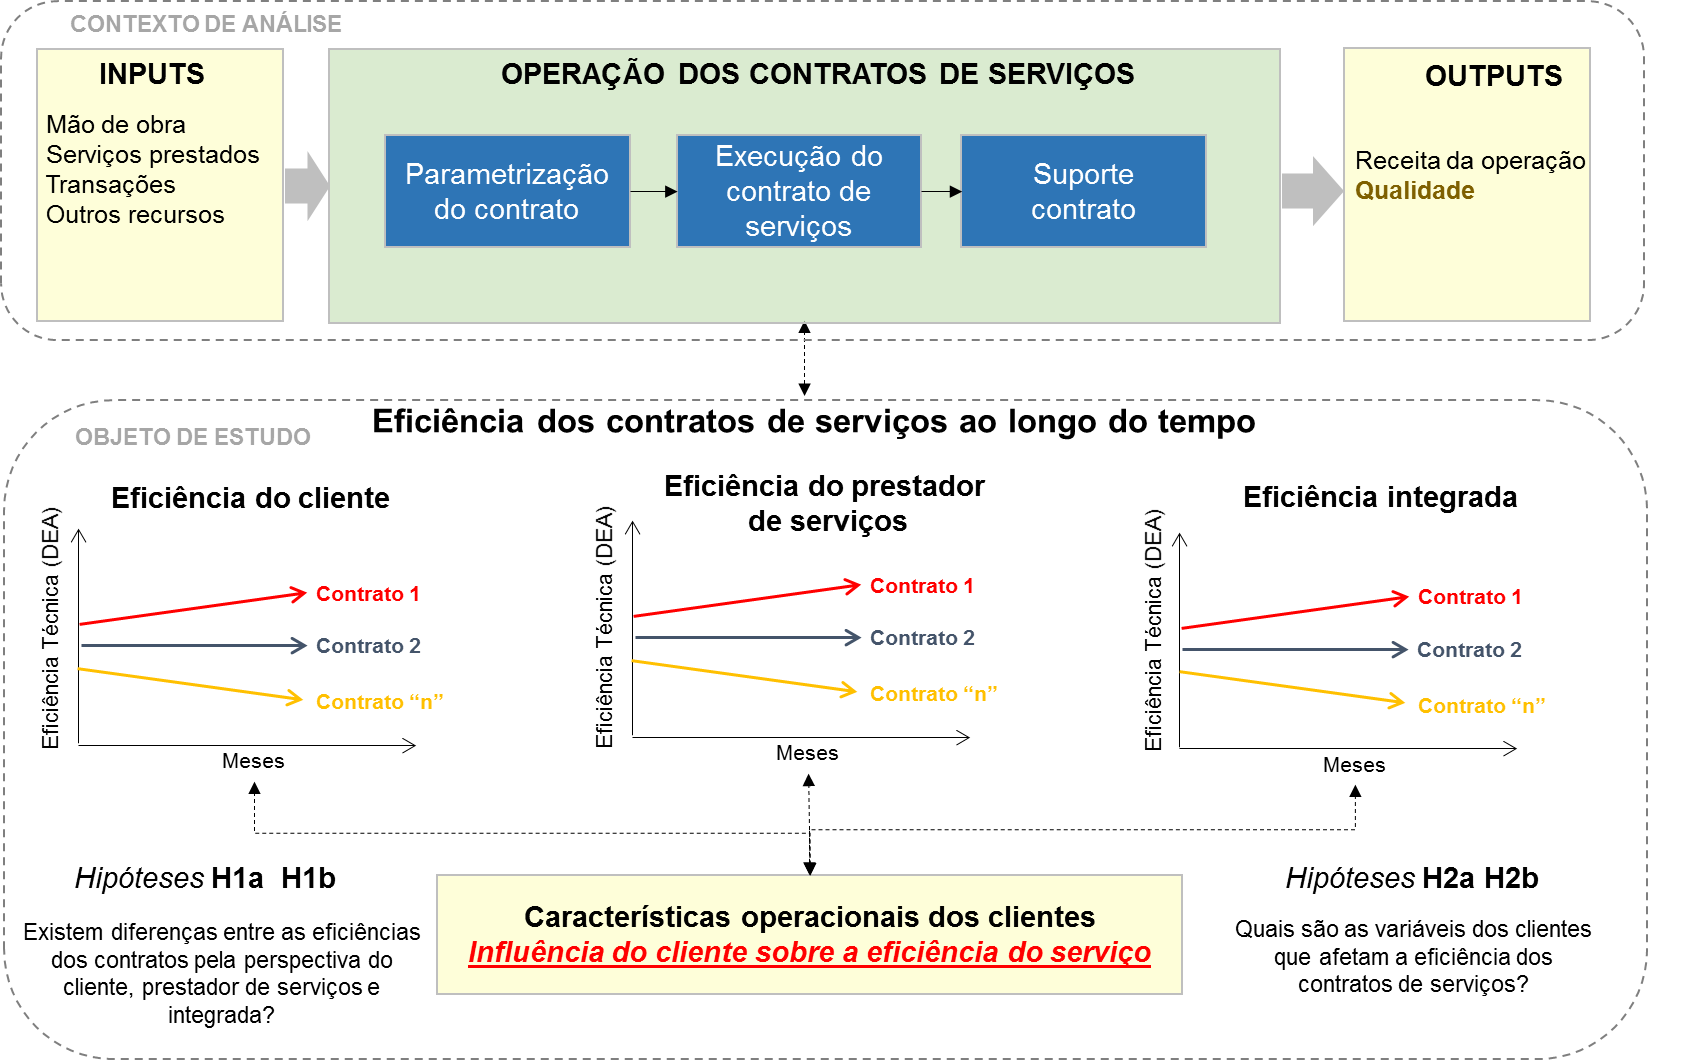 CONTEXTO DE ANÁLISE
INPUTS
Mão de obra
Serviços prestados
Transações
Outros recursos
OPERAÇÃO DOS CONTRATOS DE SERVIÇOS
Parametrização
do contrato
Execução do
contrato de
serviços
Suporte
contrato
OUTPUTS
Receita da operação
Qualidade
OBJETO DE ESTUDO
Eficiência dos contratos de serviços ao longo do tempo
Eficiência do cliente
Eficiência Técnica (DEA)
Contrato 1
Contrato 2
Contrato “n”
Meses
Eficiência do prestador
de serviços
Eficiência Técnica (DEA)
Contrato 1
Contrato 2
Contrato “n”
Meses
Eficiência integrada
Eficiência Técnica (DEA)
Contrato 1
Contrato 2
Contrato “n”
Meses
Hipóteses H1a H1b
Existem diferenças entre as eficiências
dos contratos pela perspectiva do
cliente, prestador de serviços e
integrada?
Características operacionais dos clientes
Influência do cliente sobre a eficiência do serviço
Hipóteses H2a H2b
Quais são as variáveis dos clientes
que afetam a eficiência dos
contratos de serviços?